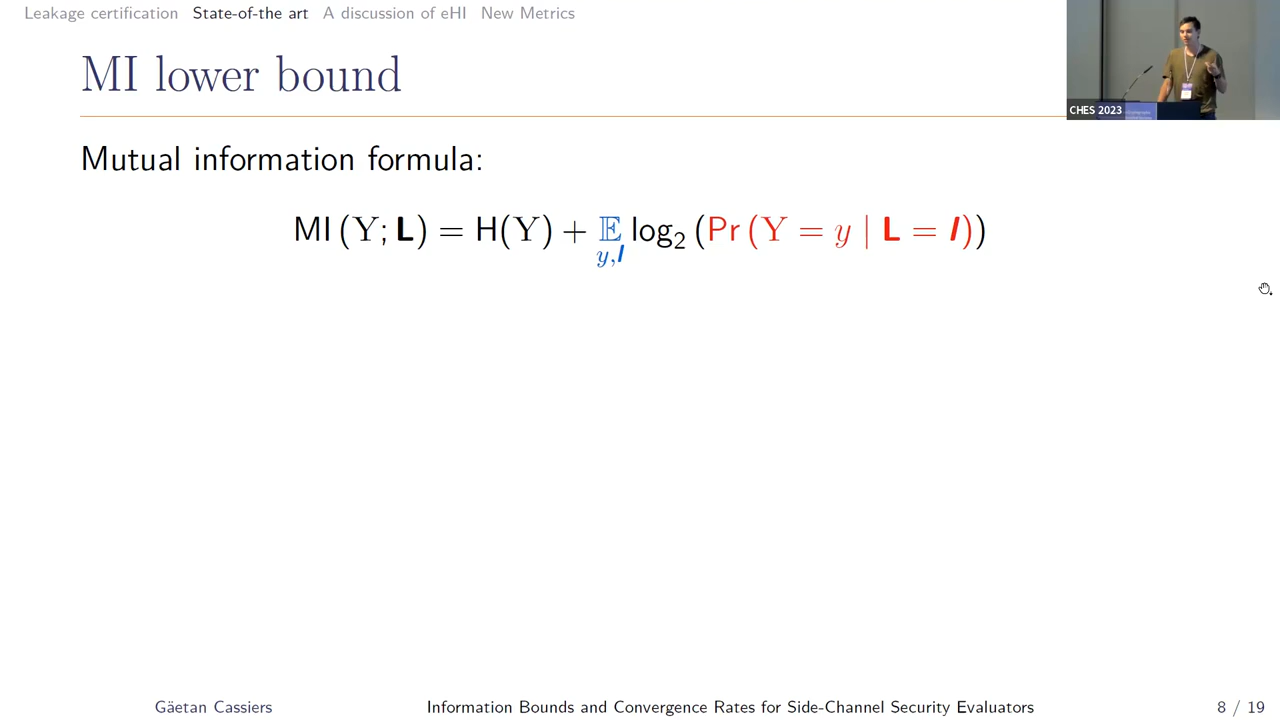 Leakage certification State-of-the art A discussion of eHI New Metrics
MI lower bound
CHES 2023
Mutual information formula:
MI (Y; L) = H(Y) + 𝔼 log₂ (Pr (Y = y | L = l))
y,l
Gäetan Cassiers Information Bounds and Convergence Rates for Side-Channel Security Evaluators 8 / 19